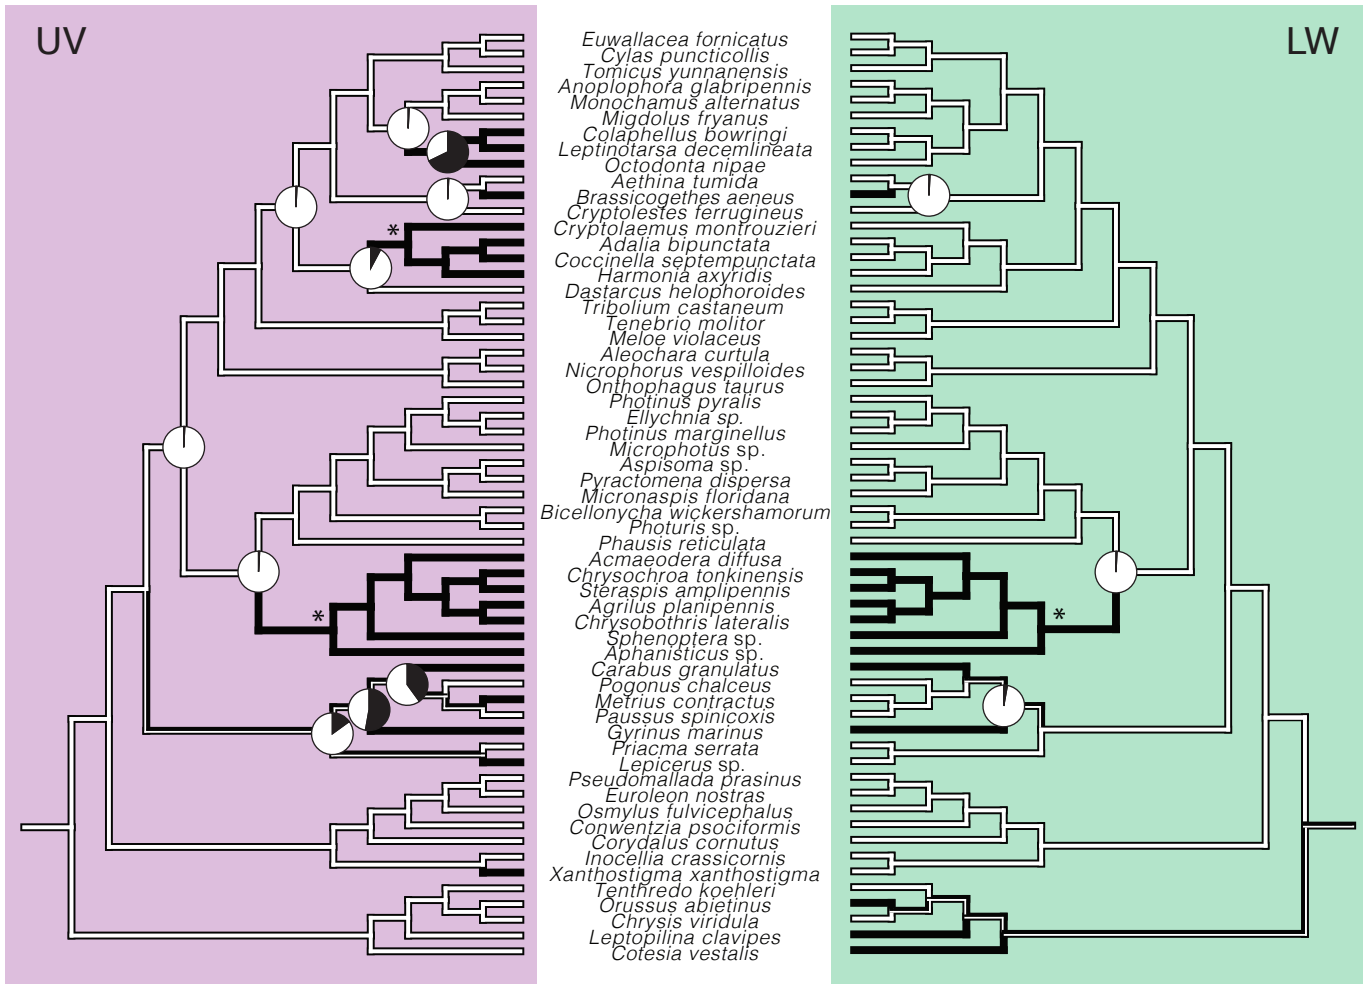 UV
LW
Euwallacea fornicatus
Cylas puncticollis
Tomicus yunnanensis
Anoplophora glabripennis
Monochamus alternatus
Migdolus fryanus
Colaphellus bowringi
Leptinotarsa decemlineata
Octodonta nipae
Aethina tumida
Brassicogethes aeneus
Cryptolestes ferrugineus
*
Cryptolaemus montrouzieri
Adalia bipunctata
Coccinella septempunctata
Harmonia axyridis
Dastarcus helophoroides
Tribolium castaneum
Tenebrio molitor
Meloe violaceus
Aleochara curtula
Nicrophorus vespilloides
Onthophagus taurus
Photinus pyralis
Ellychnia sp.
Photinus marginellus
Microphotus sp.
Aspisoma sp.
Pyractomena dispersa
Micronaspis floridana
Bicellonycha wickershamorum
Photuris sp.
Phausis reticulata
Acmaeodera diffusa
Chrysochroa tonkinensis
Steraspis amplipennis
Agrilus planipennis
* Chrysobothris lateralis *
Sphenoptera sp.
Aphanisticus sp.
Carabus granulatus
Pogonus chalceus
Metrius contractus
Paussus spinicoxis
Gyrinus marinus
Priacma serrata
Lepicerus sp.
Pseudomallada prasinus
Euroleon nostras
Osmylus fulvicephalus
Conwentzia psociformis
Corydalus cornutus
Inocellia crassicornis
Xanthostigma xanthostigma
Tenthredo koehleri
Orussus abietinus
Chrysis viridula
Leptopilina clavipes
Cotesia vestalis